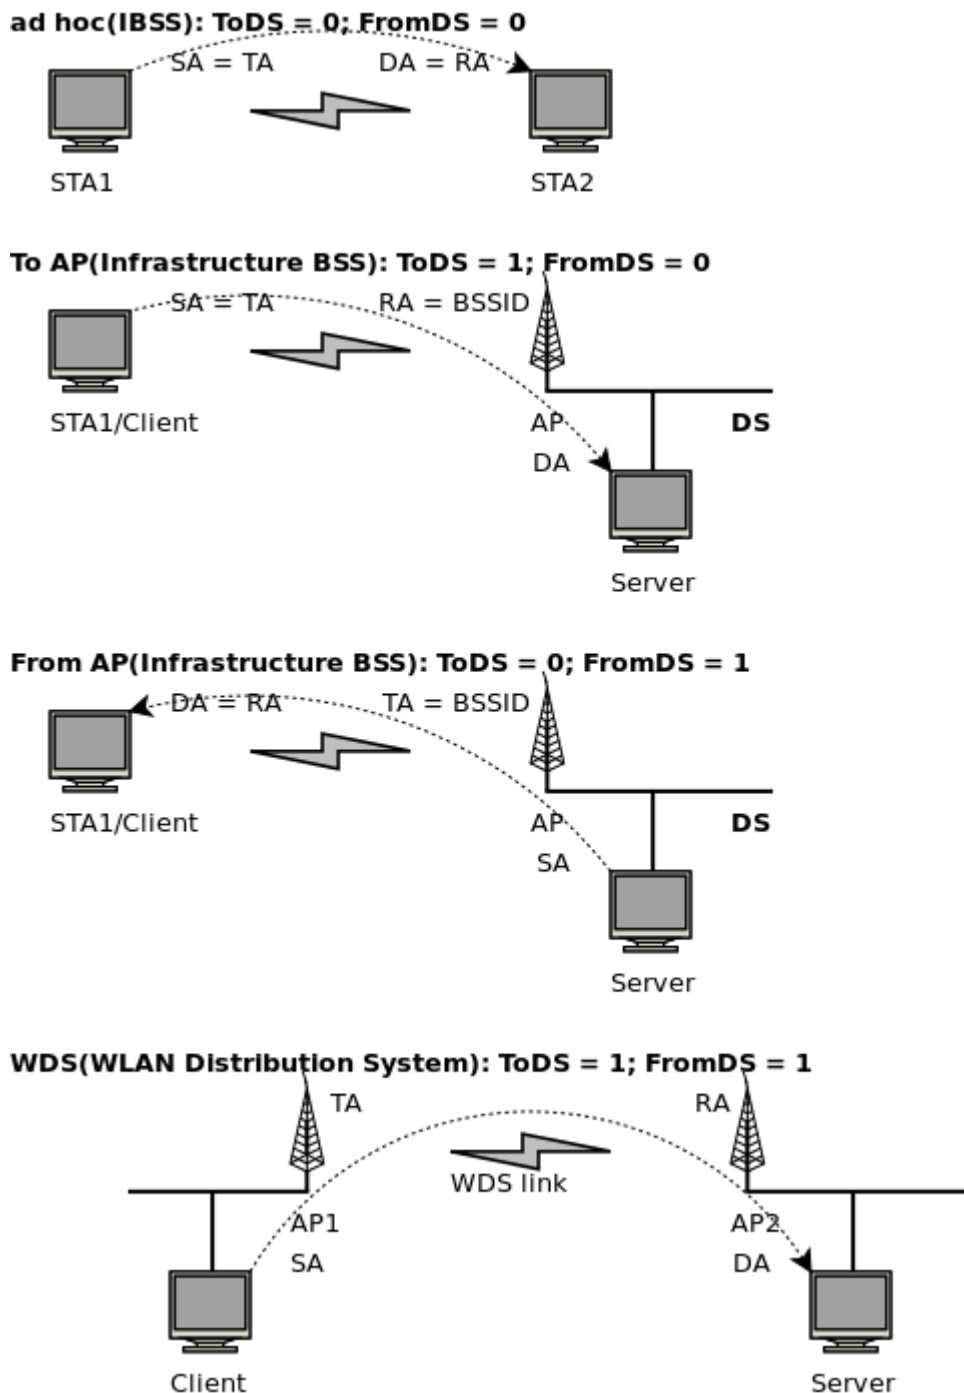 ad hoc(IBSS): ToDS = 0; FromDS = 0
SA = TA DA = RA
STA1 STA2
To AP(Infrastructure BSS): ToDS = 1; FromDS = 0
SA = TA RA = BSSID
STA1/Client AP DS
DA
Server
From AP(Infrastructure BSS): ToDS = 0; FromDS = 1
DA = RA TA = BSSID
STA1/Client AP DS
SA
Server
WDS(WLAN Distribution System): ToDS = 1; FromDS = 1
TA RA
WDS link
AP1 AP2
SA DA
Client Server